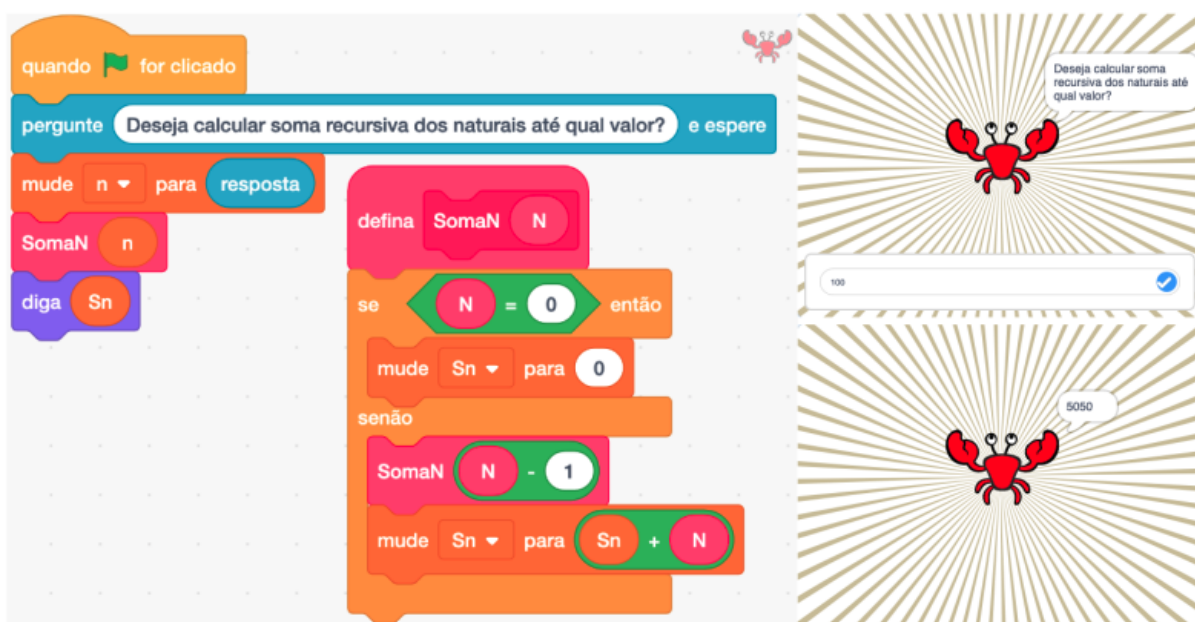 quando for clicado
pergunte Deseja calcular soma recursiva dos naturais até qual valor? e espere
mude n para resposta
SomaN n
diga Sn
defina SomaN N
se N = 0 então
mude Sn para 0
senão
SomaN N - 1
mude Sn para Sn + N
Deseja calcular soma
recursiva dos naturais até
qual valor?
100
5050